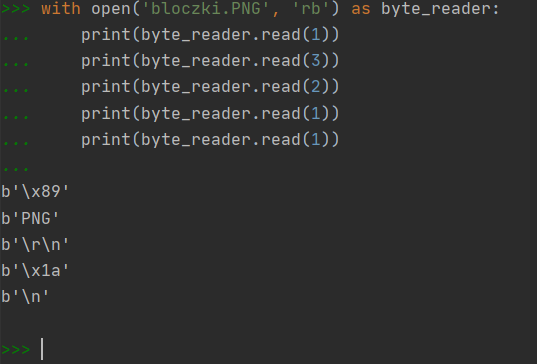 >>> with open('bloczki.PNG', 'rb') as byte_reader:
...     print(byte_reader.read(1))
...     print(byte_reader.read(3))
...     print(byte_reader.read(2))
...     print(byte_reader.read(1))
...     print(byte_reader.read(1))
...
b'\x89'
b'PNG'
b'\r\n'
b'\x1a'
b'\n'
>>>